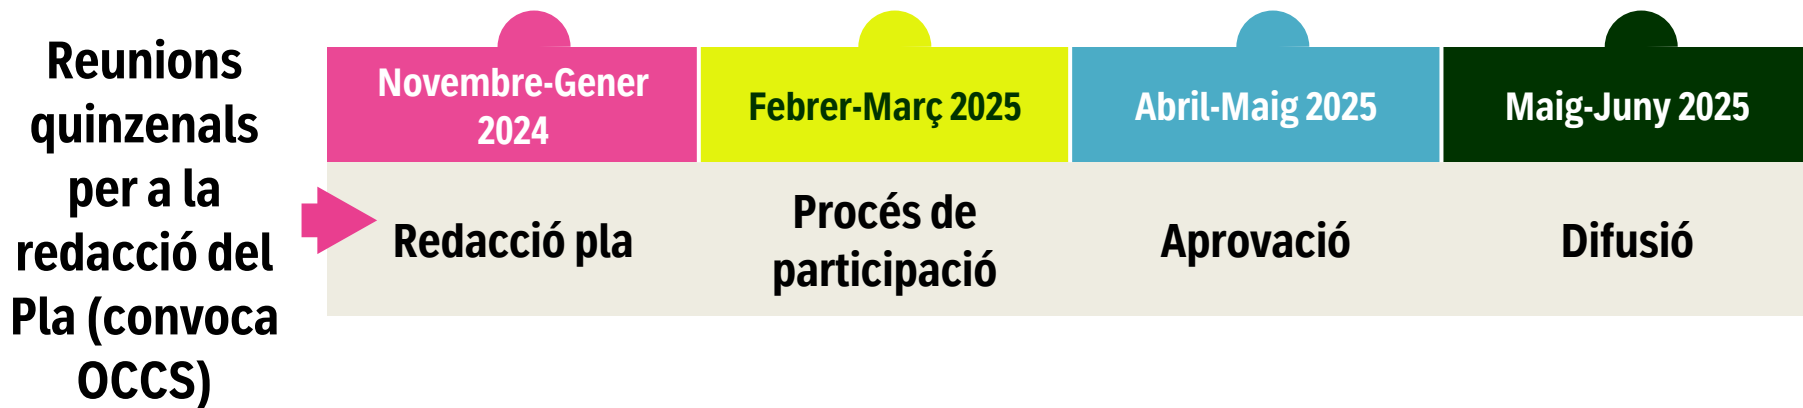 Reunions
quinzenals
per a la
redacció del
Pla (convoca
OCCS)
Novembre-Gener
2024
Febrer-Març 2025
Abril-Maig 2025
Maig-Juny 2025
Redacció pla
Procés de
participació
Aprovació
Difusió